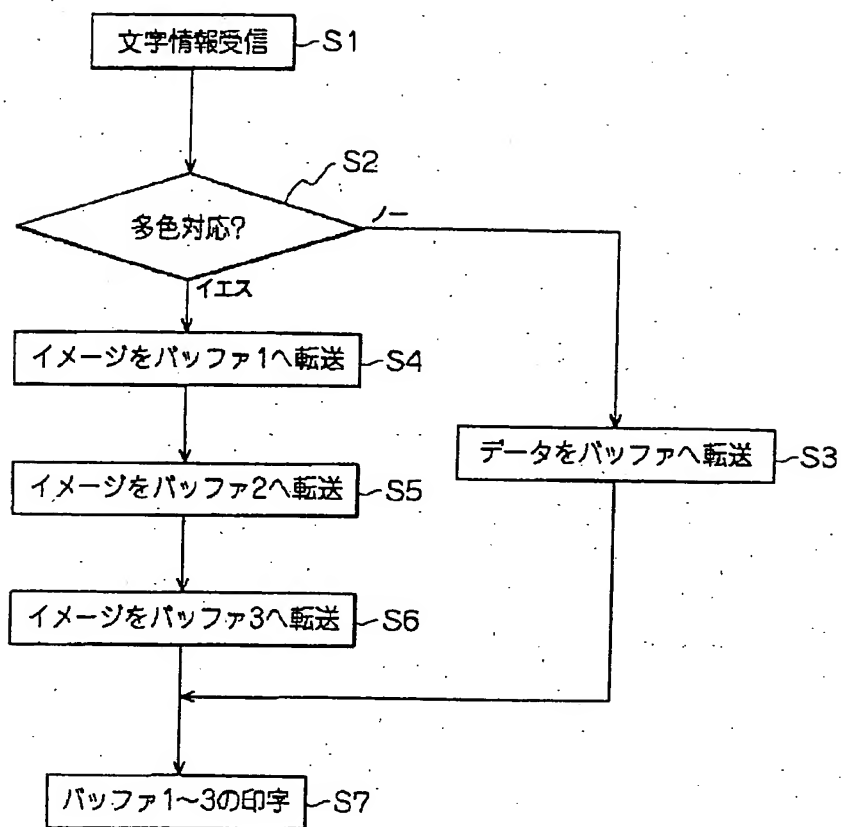 文字情報受信 S1
S2
多色対応?
ノー
イエス
イメージをバッファ1へ転送 S4
データをバッファへ転送 S3
イメージをバッファ2へ転送 S5
イメージをバッファ3へ転送 S6
バッファ1~3の印字 S7